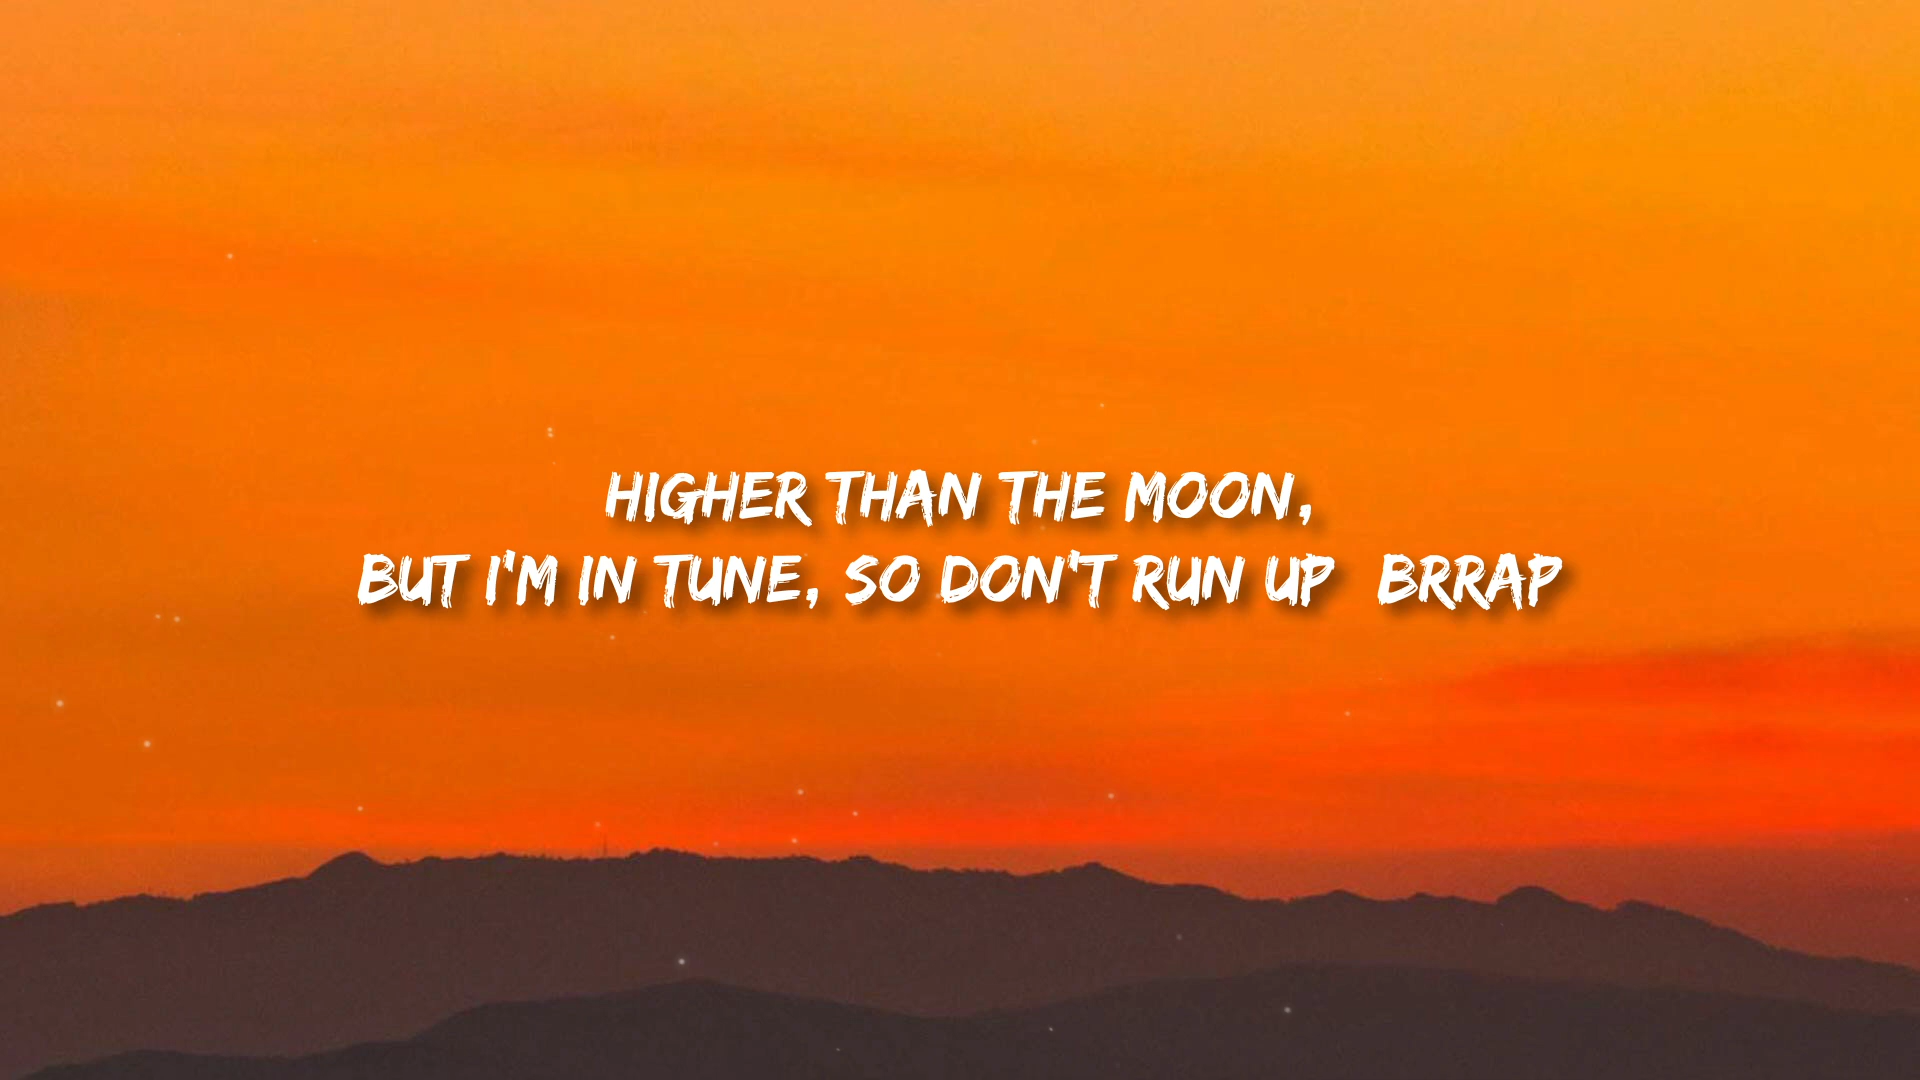 HIGHER THAN THE MOON,
BUT I'M IN TUNE, SO DON'T RUN UP BRRAP